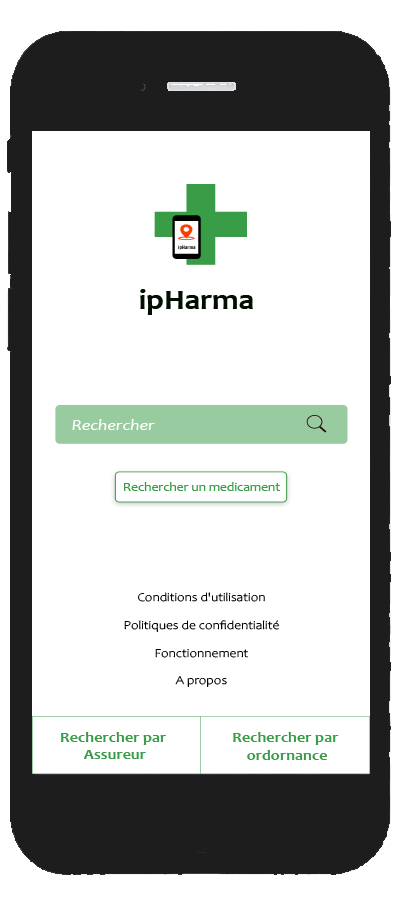 ipHarma
ipHarma
Rechercher
Rechercher un medicament
Conditions d'utilisation
Politiques de confidentialité
Fonctionnement
A propos
Rechercher par
Assureur
Rechercher par
ordornance